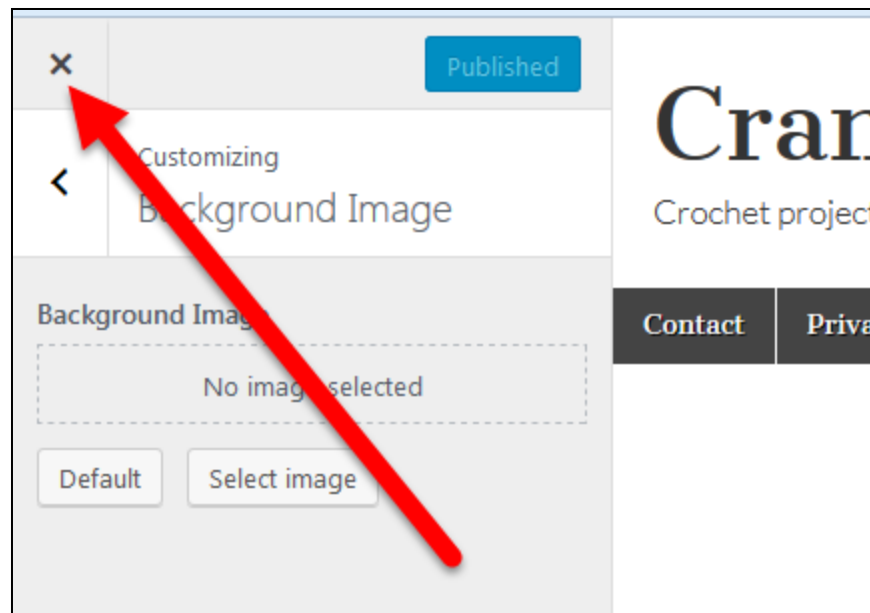 Published
Customizing
Background Image
Background Image
No image selected
Default
Select image
Cran
Crochet project
Contact
Priva